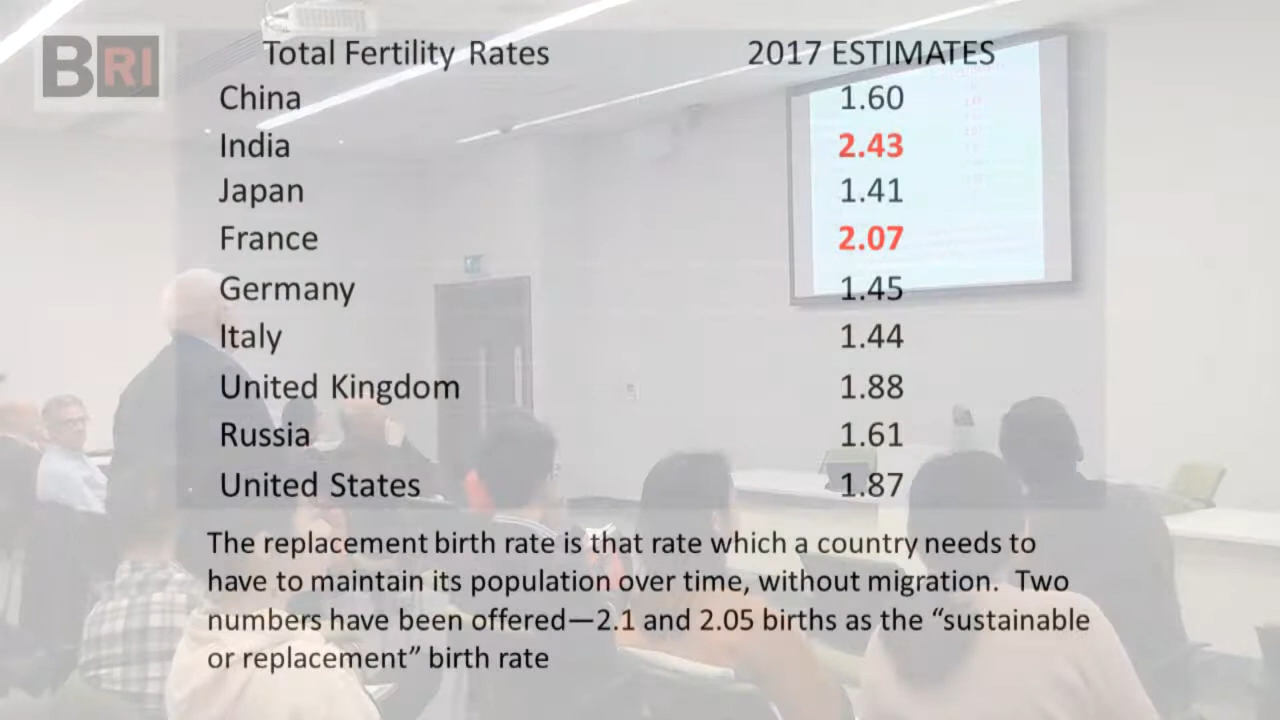 BRI
Total Fertility Rates 2017 ESTIMATES
China 1.60
India 2.43
Japan 1.41
France 2.07
Germany 1.45
Italy 1.44
United Kingdom 1.88
Russia 1.61
United States 1.87
The replacement birth rate is that rate which a country needs to
have to maintain its population over time, without migration. Two
numbers have been offered—2.1 and 2.05 births as the “sustainable
or replacement” birth rate